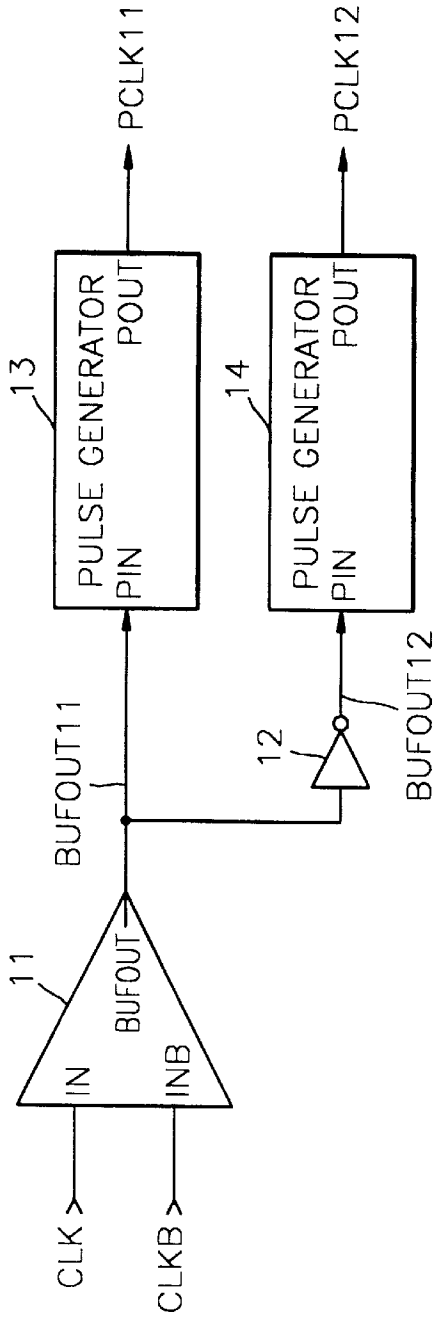 CLK
CLKB
11
IN
INB
BUFOUT
BUFOUT11
12
BUFOUT12
13
PULSE GENERATOR
PIN
POUT
PCLK11
14
PULSE GENERATOR
PIN
POUT
PCLK12